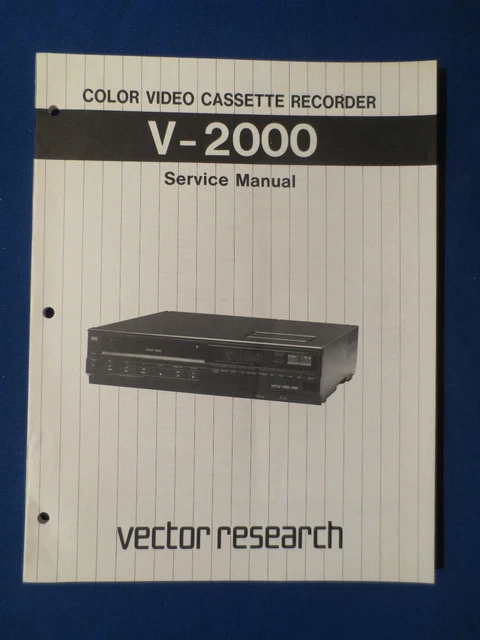 COLOR VIDEO CASSETTE RECORDER
V-2000
Service Manual
vector research